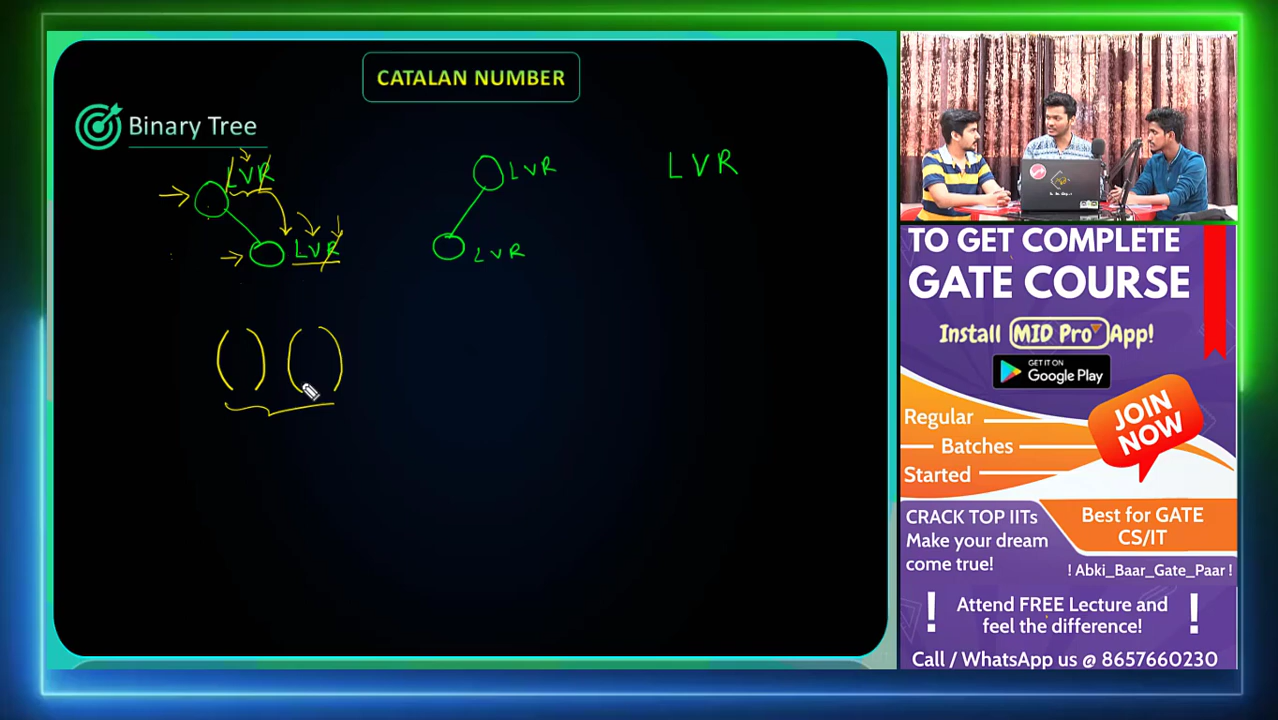 CATALAN NUMBER
Binary Tree
LVR
LVR
LVR
LVR
LVR
( ) ( )
TO GET COMPLETE
GATE COURSE
Install MID Pro App!
GET IT ON
Google Play
JOIN
NOW
Regular
Batches
Started
CRACK TOP IITs
Make your dream
come true!
Best for GATE
CS/IT
! Abki_Baar_Gate_Paar !
! Attend FREE Lecture and !
feel the difference!
Call / WhatsApp us @ 8657660230